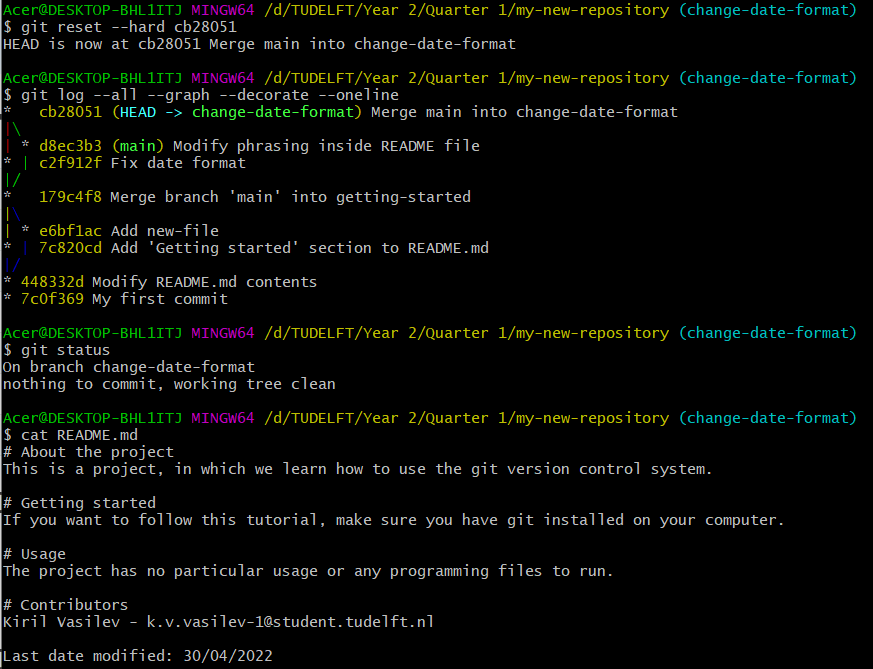 Acer@DESKTOP-BHL1ITJ MINGW64 /d/TUDELFT/Year 2/Quarter 1/my-new-repository (change-date-format)
$ git reset --hard cb28051
HEAD is now at cb28051 Merge main into change-date-format

Acer@DESKTOP-BHL1ITJ MINGW64 /d/TUDELFT/Year 2/Quarter 1/my-new-repository (change-date-format)
$ git log --all --graph --decorate --oneline
*   cb28051 (HEAD -> change-date-format) Merge main into change-date-format
|\
| * d8ec3b3 (main) Modify phrasing inside README file
* | c2f912f Fix date format
|/
*   179c4f8 Merge branch 'main' into getting-started
|\
| * e6bf1ac Add new-file
* | 7c820cd Add 'Getting started' section to README.md
|/
* 448332d Modify README.md contents
* 7c0f369 My first commit

Acer@DESKTOP-BHL1ITJ MINGW64 /d/TUDELFT/Year 2/Quarter 1/my-new-repository (change-date-format)
$ git status
On branch change-date-format
nothing to commit, working tree clean

Acer@DESKTOP-BHL1ITJ MINGW64 /d/TUDELFT/Year 2/Quarter 1/my-new-repository (change-date-format)
$ cat README.md
# About the project
This is a project, in which we learn how to use the git version control system.

# Getting started
If you want to follow this tutorial, make sure you have git installed on your computer.

# Usage
The project has no particular usage or any programming files to run.

# Contributors
Kiril Vasilev - k.v.vasilev-1@student.tudelft.nl

Last date modified: 30/04/2022